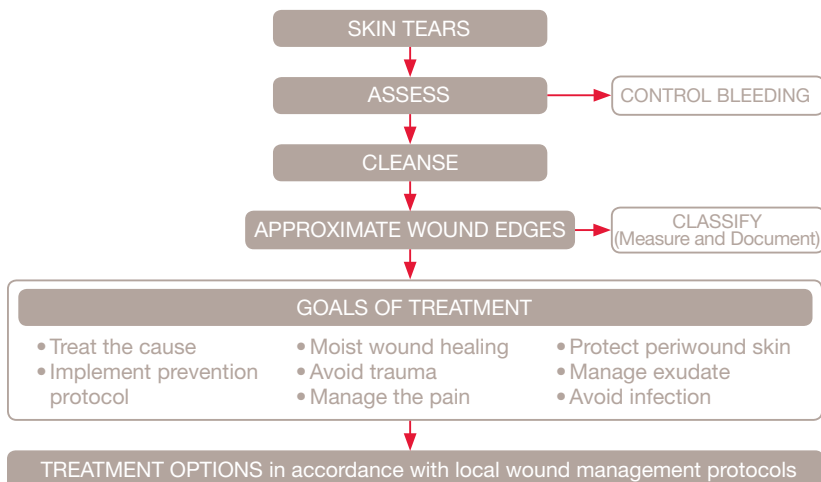 SKIN TEARS
ASSESS
CONTROL BLEEDING
CLEANSE
APPROXIMATE WOUND EDGES
CLASSIFY
(Measure and Document)
GOALS OF TREATMENT
• Treat the cause
• Implement prevention
protocol
• Moist wound healing
• Avoid trauma
• Manage the pain
• Protect periwound skin
• Manage exudate
• Avoid infection
TREATMENT OPTIONS in accordance with local wound management protocols